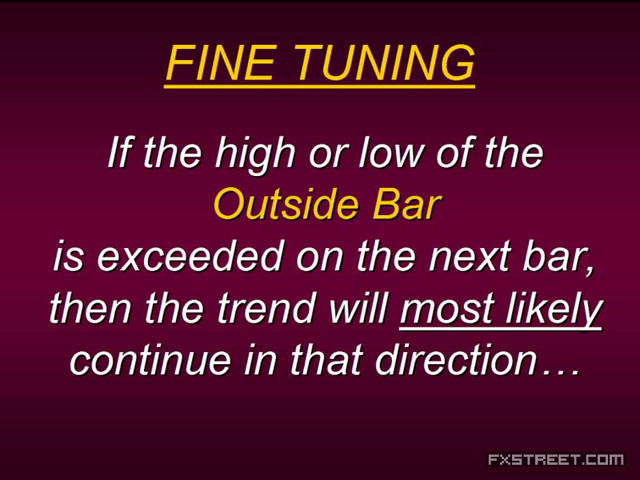 FINE TUNING
If the high or low of the
Outside Bar
is exceeded on the next bar,
then the trend will most likely
continue in that direction…
FXSTREET.COM